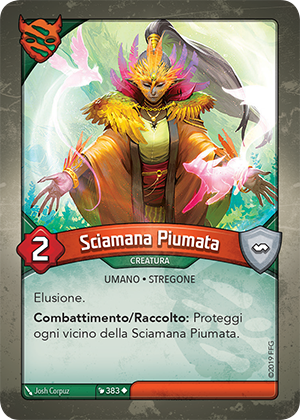 Sciamana Piumata
2
CREATURA
UMANO • STREGONE
Elusione.
Combattimento/Raccolto: Proteggi
ogni vicino della Sciamana Piumata.
©2019 FFG
Josh Corpuz
383